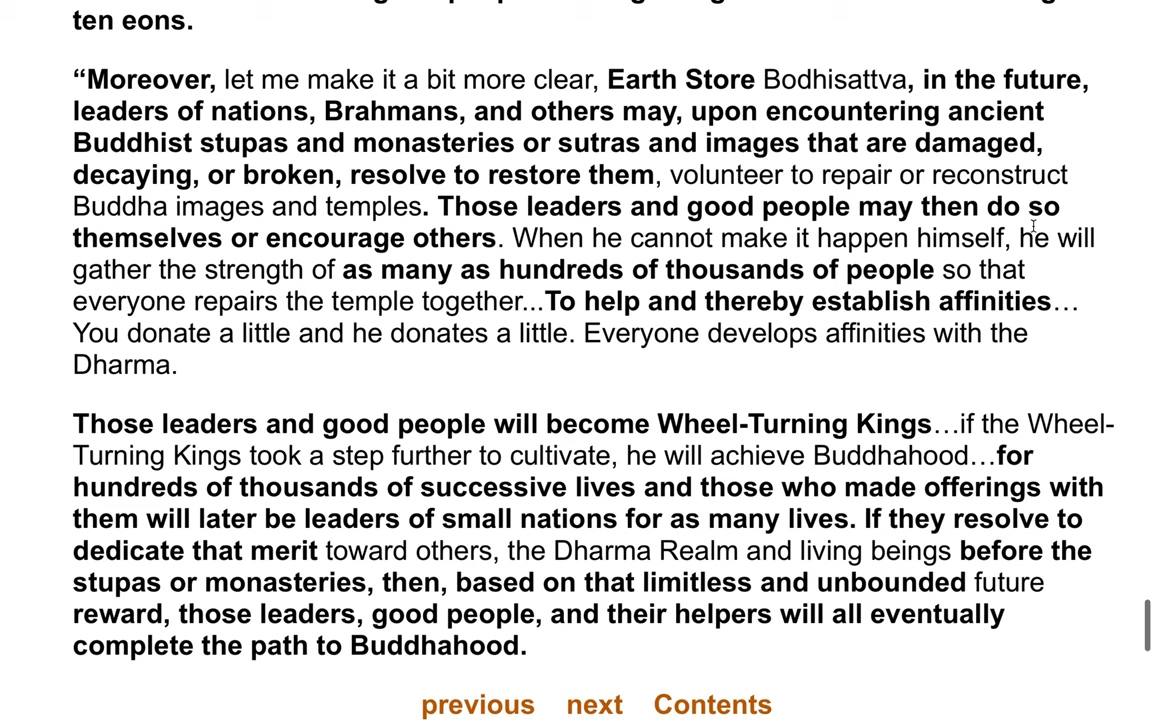 ten eons.
“Moreover, let me make it a bit more clear, Earth Store Bodhisattva, in the future,
leaders of nations, Brahmans, and others may, upon encountering ancient
Buddhist stupas and monasteries or sutras and images that are damaged,
decaying, or broken, resolve to restore them, volunteer to repair or reconstruct
Buddha images and temples. Those leaders and good people may then do so
themselves or encourage others. When he cannot make it happen himself, he will
gather the strength of as many as hundreds of thousands of people so that
everyone repairs the temple together...To help and thereby establish affinities…
You donate a little and he donates a little. Everyone develops affinities with the
Dharma.
Those leaders and good people will become Wheel-Turning Kings…if the Wheel-
Turning Kings took a step further to cultivate, he will achieve Buddhahood…for
hundreds of thousands of successive lives and those who made offerings with
them will later be leaders of small nations for as many lives. If they resolve to
dedicate that merit toward others, the Dharma Realm and living beings before the
stupas or monasteries, then, based on that limitless and unbounded future
reward, those leaders, good people, and their helpers will all eventually
complete the path to Buddhahood.
previous next Contents